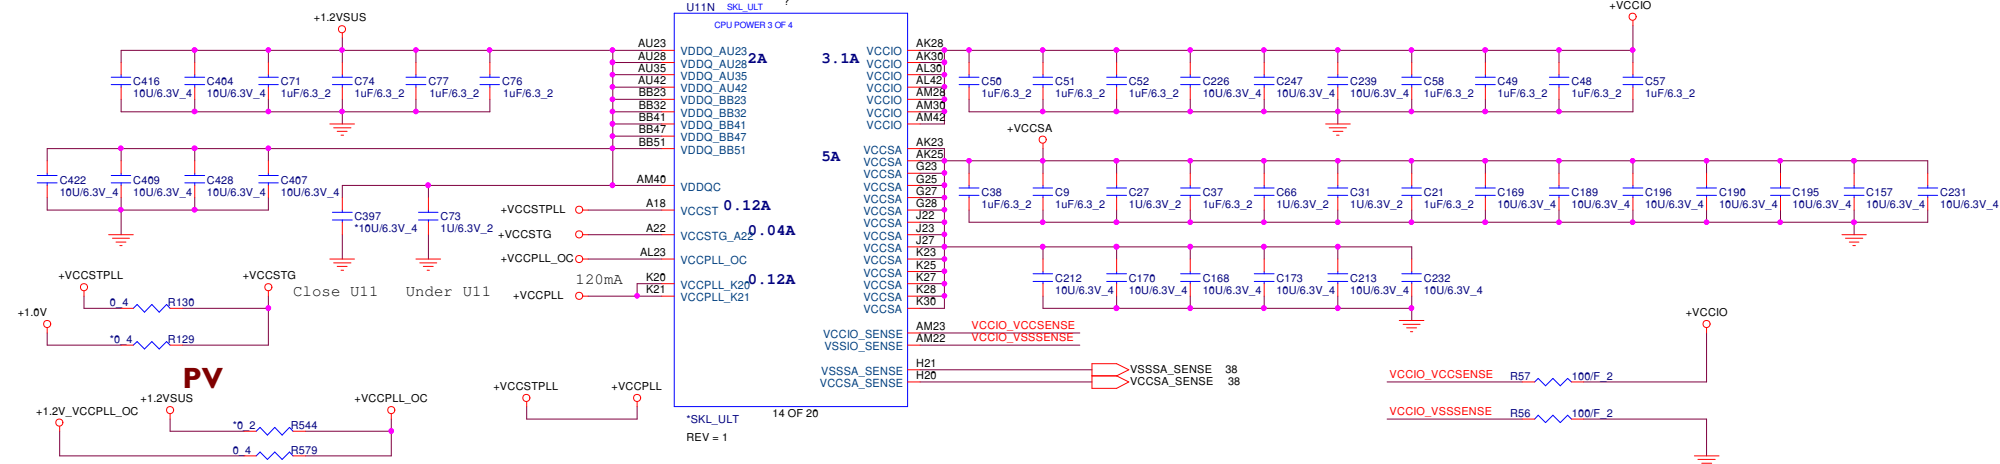 U11N SKL_ULT ?
CPU POWER 3 OF 4
+1.2VSUS
+VCCIO
AU23 VDDQ_AU23
AU28 VDDQ_AU28
AU35 VDDQ_AU35
AU42 VDDQ_AU42
BB23 VDDQ_BB23
BB32 VDDQ_BB32
BB41 VDDQ_BB41
BB47 VDDQ_BB47
BB51 VDDQ_BB51
2A
3.1A
VCCIO AK28
VCCIO AK30
VCCIO AL30
VCCIO AL42
VCCIO AM28
VCCIO AM30
VCCIO AM42
C416 C404 C71 C74 C77 C76
10U/6.3V_4 10U/6.3V_4 1uF/6.3_2 1uF/6.3_2 1uF/6.3_2 1uF/6.3_2
C50 C51 C52 C226 C247 C239 C58 C49 C48 C57
1uF/6.3_2 1uF/6.3_2 1uF/6.3_2 10U/6.3V_4 10U/6.3V_4 10U/6.3V_4 1uF/6.3_2 1uF/6.3_2 1uF/6.3_2 1uF/6.3_2
+VCCSA
5A
VCCSA AK23
VCCSA AK25
VCCSA G23
VCCSA G25
VCCSA G27
VCCSA G28
VCCSA J22
VCCSA J23
VCCSA J27
VCCSA K23
VCCSA K25
VCCSA K27
VCCSA K28
VCCSA K30
C422 C409 C428 C407
10U/6.3V_4 10U/6.3V_4 10U/6.3V_4 10U/6.3V_4
C38 C9 C27 C37 C66 C31 C21 C169 C189 C196 C190 C195 C157 C231
1uF/6.3_2 1uF/6.3_2 1U/6.3V_2 1uF/6.3_2 1U/6.3V_2 1U/6.3V_2 1uF/6.3_2 10U/6.3V_4 10U/6.3V_4 10U/6.3V_4 10U/6.3V_4 10U/6.3V_4 10U/6.3V_4 10U/6.3V_4
AM40 VDDQC
C397 C73
*10U/6.3V_4 1U/6.3V_2
Close U11 Under U11
+VCCSTPLL A18 VCCST 0.12A
+VCCSTG A22 VCCSTG_A22 0.04A
+VCCPLL_OC AL23 VCCPLL_OC
120mA K20 VCCPLL_K20 0.12A
+VCCPLL K21 VCCPLL_K21
C212 C170 C168 C173 C213 C232
10U/6.3V_4 10U/6.3V_4 10U/6.3V_4 10U/6.3V_4 10U/6.3V_4 10U/6.3V_4
+VCCSTPLL +VCCSTG
0_4 R130
+1.0V
*0_4 R129
VCCIO_SENSE AM23 VCCIO_VCCSENSE
VSSIO_SENSE AM22 VCCIO_VSSSENSE
VSSSA_SENSE H21 VSSSA_SENSE 38
VCCSA_SENSE H20 VCCSA_SENSE 38
PV
+1.2VSUS
+1.2V_VCCPLL_OC
+VCCPLL_OC
*0_2 R544
0_4 R579
+VCCSTPLL +VCCPLL
*SKL_ULT
14 OF 20
REV = 1
+VCCIO
VCCIO_VCCSENSE R57 100/F_2
VCCIO_VSSSENSE R56 100/F_2